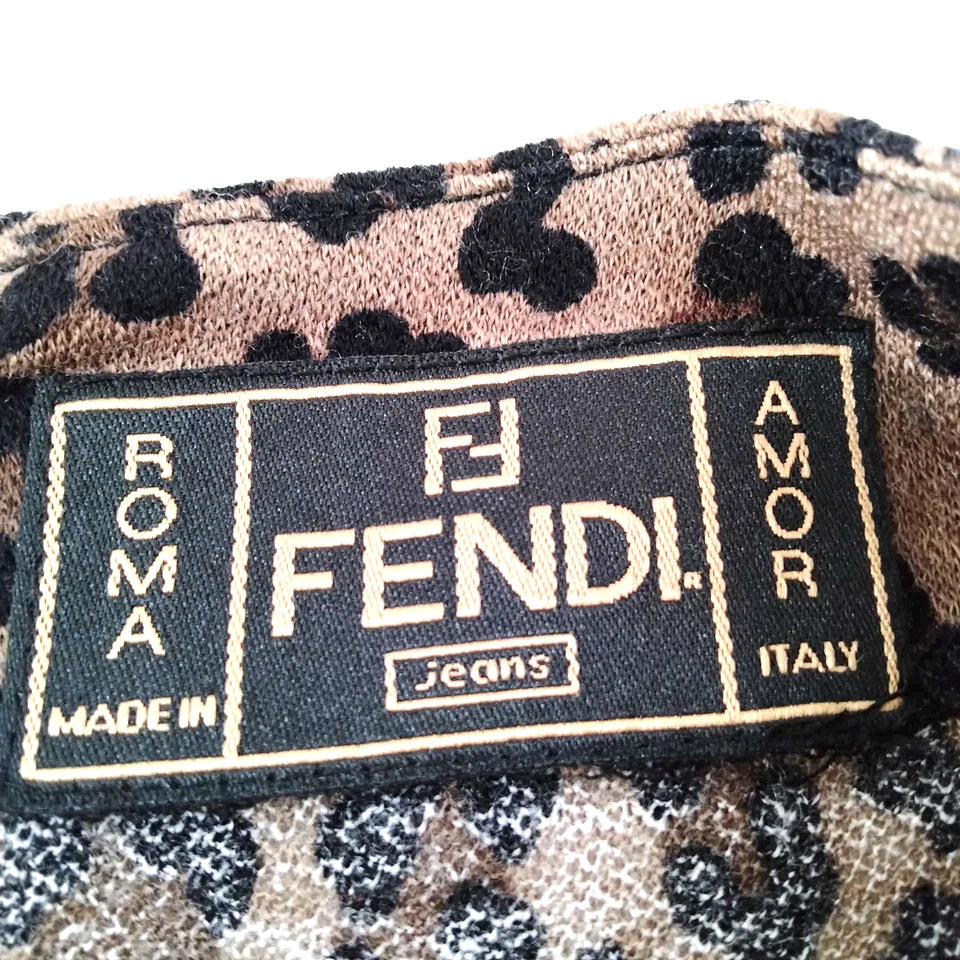 ROMA
MADE IN
FF
FENDI®
jeans
AMOR
ITALY